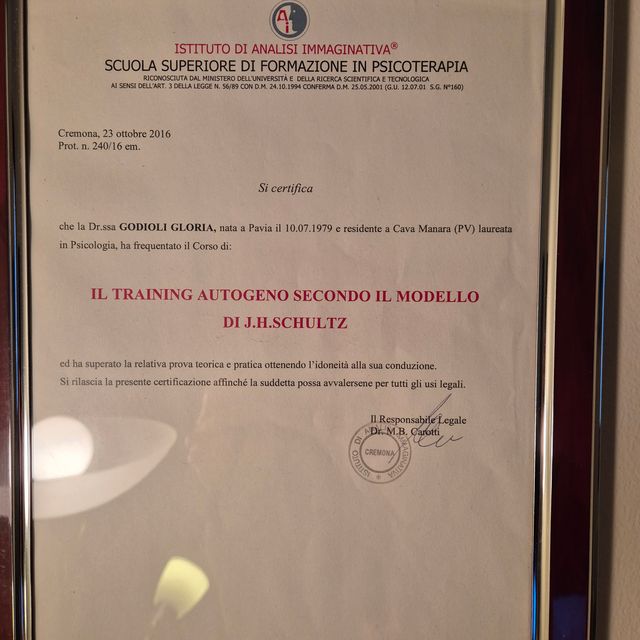 ISTITUTO DI ANALISI IMMAGINATIVA®
SCUOLA SUPERIORE DI FORMAZIONE IN PSICOTERAPIA
RICONOSCIUTA DAL MINISTERO DELL'UNIVERSITÀ E DELLA RICERCA SCIENTIFICA E TECNOLOGICA
AI SENSI DELL'ART. 3 DELLA LEGGE N. 56/89 CON D.M. 24.10.1994 CONFERMA D.M. 25.05.2001 (G.U. 12.07.01 S.G. N°160)
Cremona, 23 ottobre 2016
Prot. n. 240/16 em.
Si certifica
che la Dr.ssa GODIOLI GLORIA, nata a Pavia il 10.07.1979 e residente a Cava Manara (PV) laureata
in Psicologia, ha frequentato il Corso di:
IL TRAINING AUTOGENO SECONDO IL MODELLO
DI J.H.SCHULTZ
ed ha superato la relativa prova teorica e pratica ottenendo l'idoneità alla sua conduzione.
Si rilascia la presente certificazione affinché la suddetta possa avvalersene per tutti gli usi legali.
Il Responsabile Legale
Dr. M.B. Carotti
ISTITUTO DI ANALISI IMMAGINATIVA
CREMONA